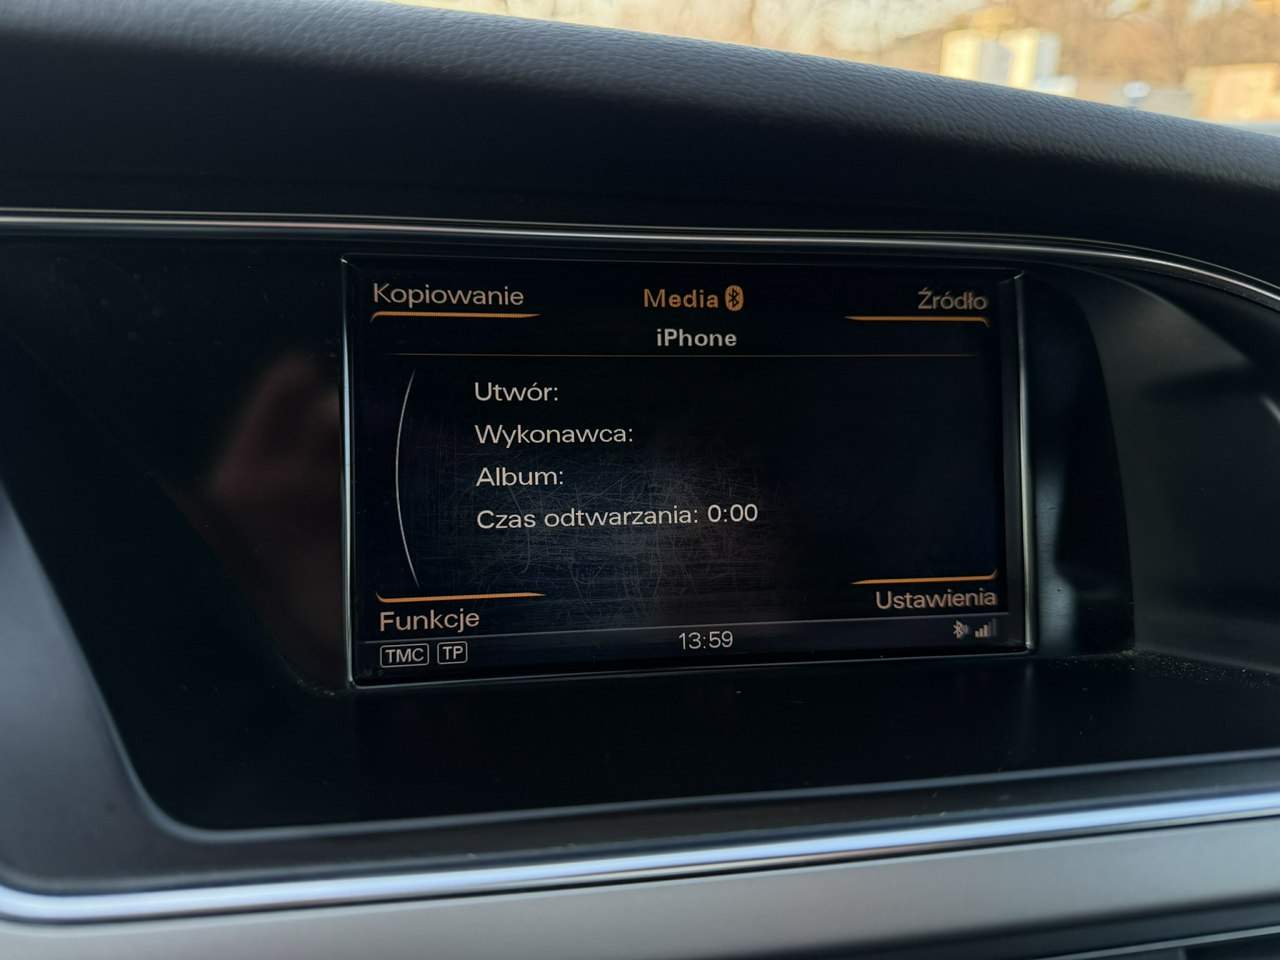 Kopiowanie Media Źródło
iPhone
Utwór:
Wykonawca:
Album:
Czas odtwarzania: 0:00
Funkcje Ustawienia
TMC TP 13:59